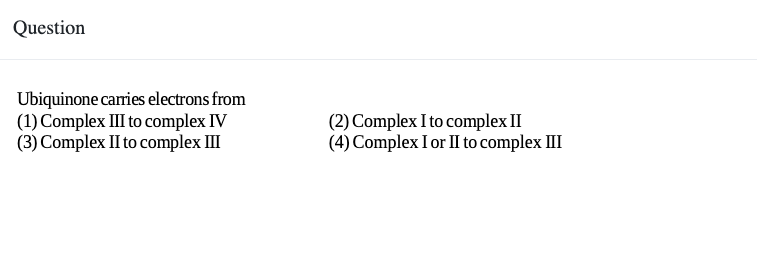 Question
Ubiquinone carries electrons from
(1) Complex III to complex IV (2) Complex I to complex II
(3) Complex II to complex III (4) Complex I or II to complex III